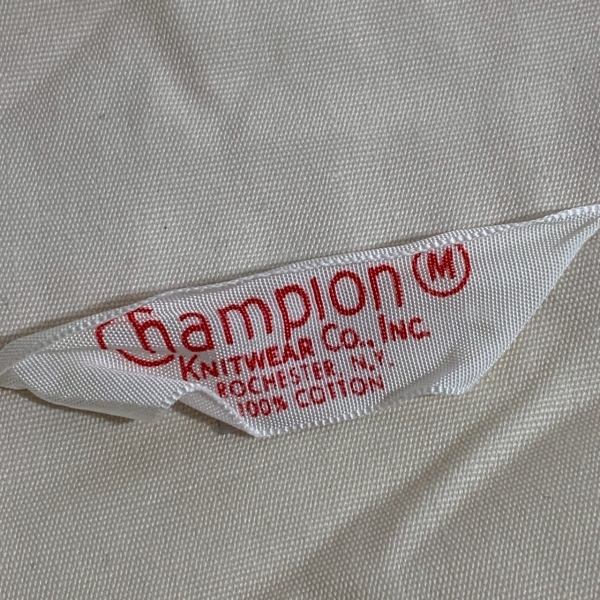 Champion M
KNITWEAR CO., INC.
ROCHESTER, N.Y.
100% COTTON